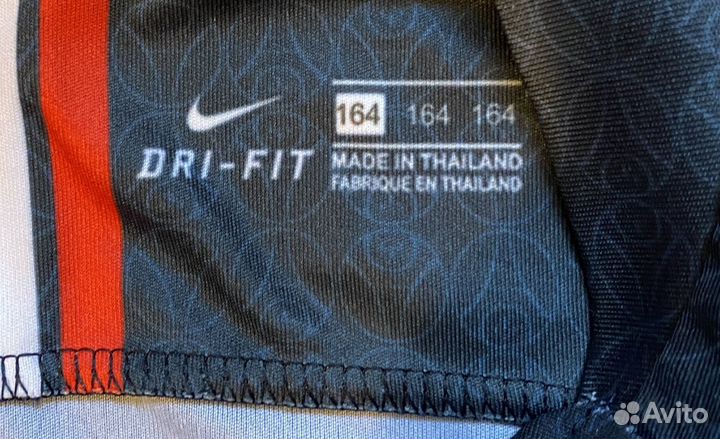 164 164 164
DRI-FIT
MADE IN THAILAND
FABRIQUE EN THAILAND
Avito